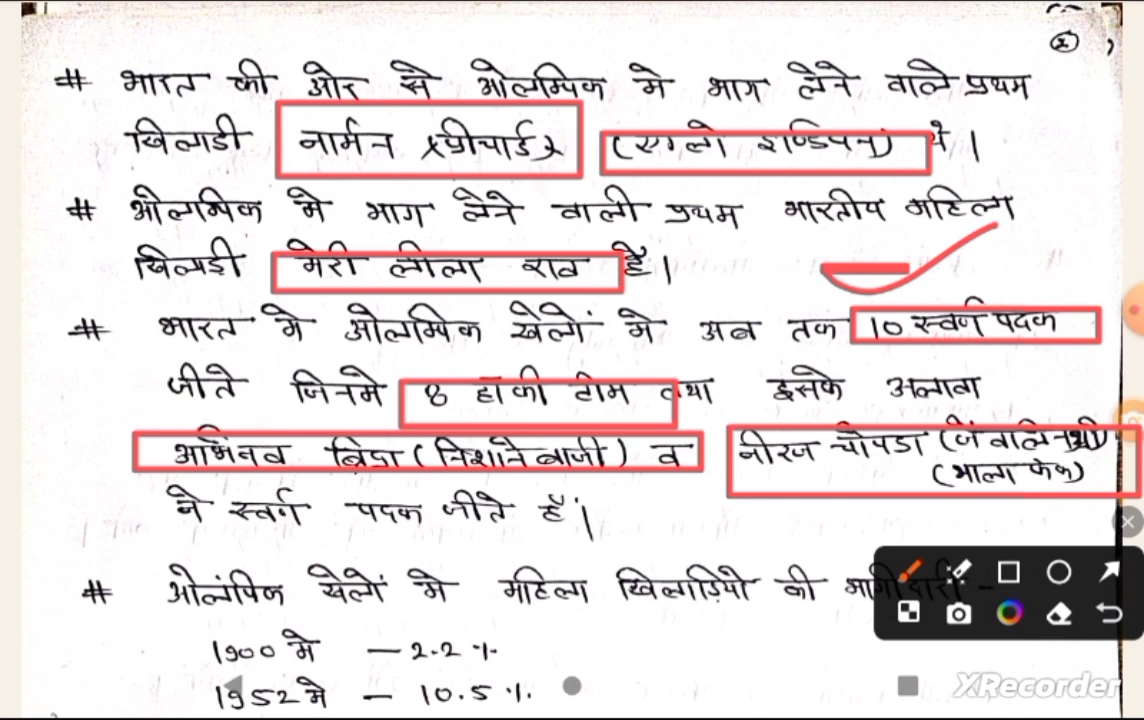 ②
# भारत की ओर से ओलम्पिक मे भाग लेने वाले प्रथम
खिलाडी नार्मन (प्रीचार्ड) (एंग्लो इण्डियन) थे।
# ओलम्पिक मे भाग लेने वाली प्रथम भारतीय महिला
खिलाडी मेरी लीला राव है।
# भारत मे ओलम्पिक खेलों मे अब तक 10 स्वर्ण पदक
जीते जिनमे 8 हॉकी टीम तथा इसके अलावा
अभिनव बिंद्रा (निशाने बाजी) व नीरज चोपडा (जैवलिन थ्रो)
(भाला फेंक)
ने स्वर्ण पदक जीते हैं।
# ओलंपिक खेलों मे महिला खिलाड़ियो की भागीदारी -
1900 मे — 2.2 %
1952 मे — 10.5 %.
XRecorder